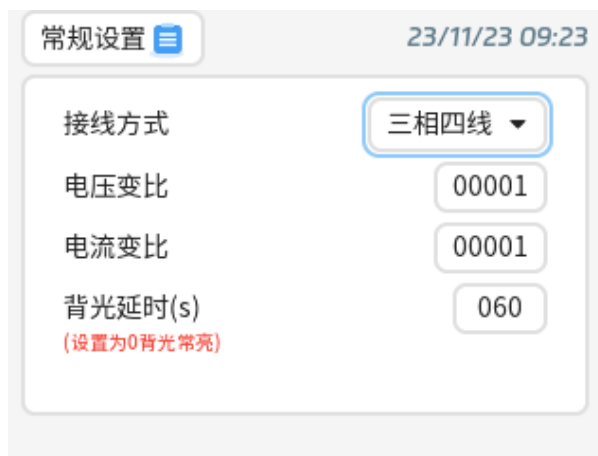 常规设置
23/11/23 09:23
接线方式
三相四线
电压变比
00001
电流变比
00001
背光延时(s)
060
(设置为0背光常亮)